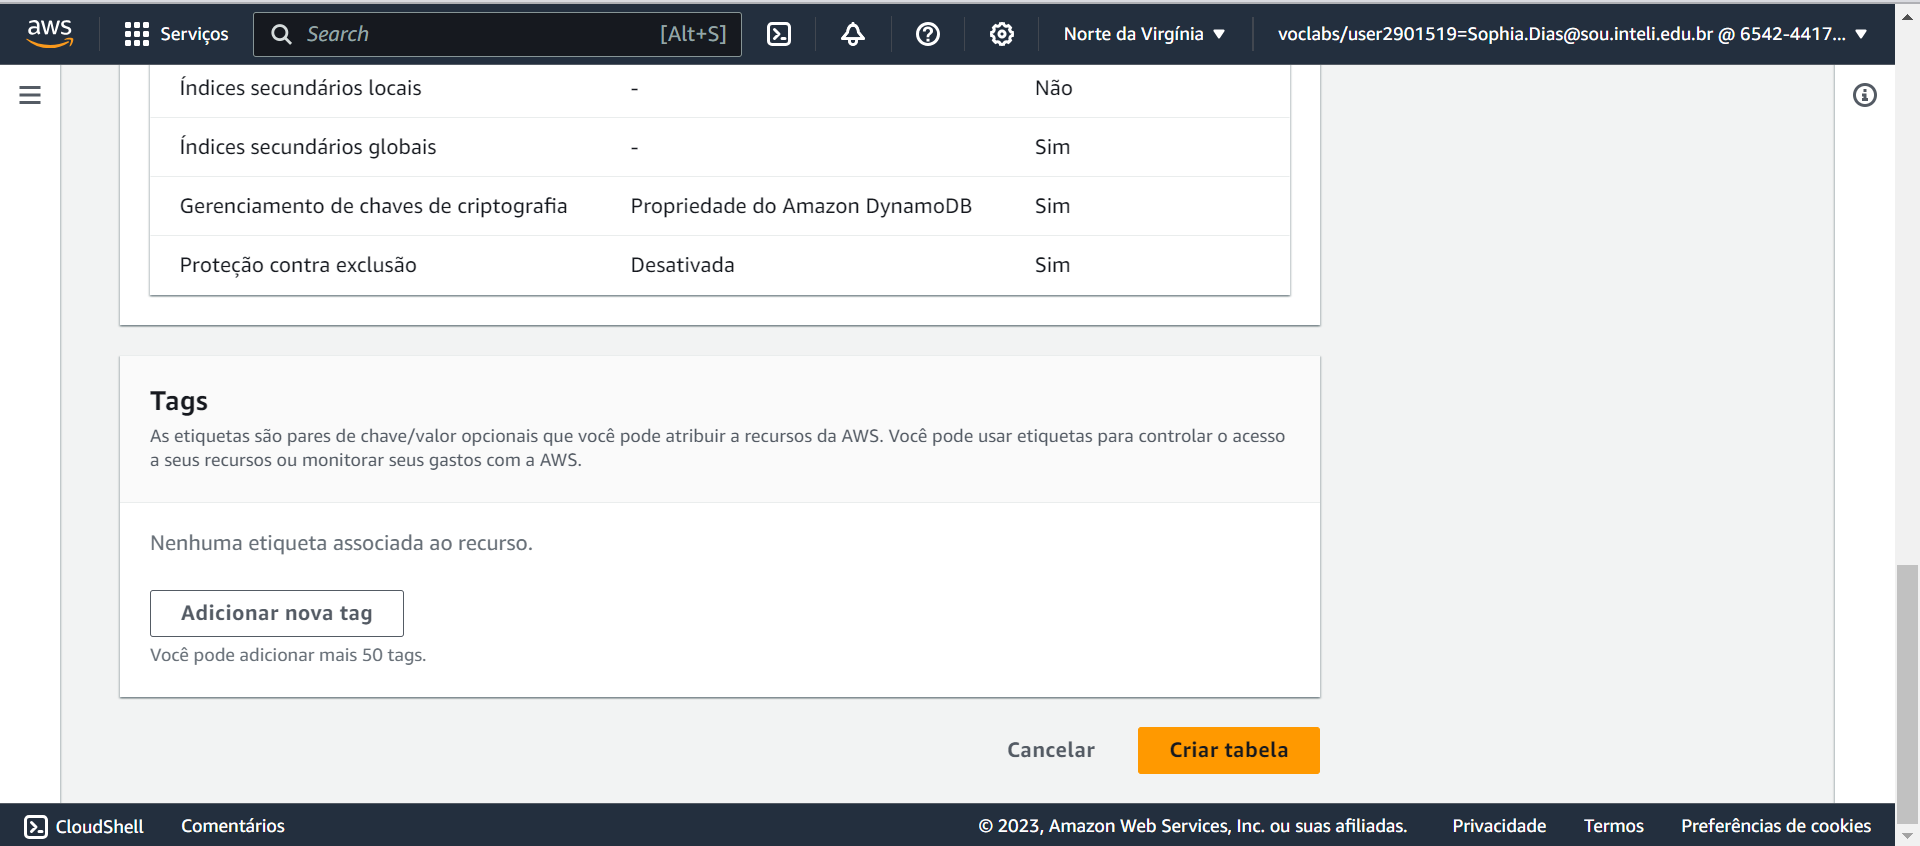 aws Serviços Search [Alt+S] Norte da Virgínia voclabs/user2901519=Sophia.Dias@sou.inteli.edu.br @ 6542-4417...
Índices secundários locais - Não
Índices secundários globais - Sim
Gerenciamento de chaves de criptografia Propriedade do Amazon DynamoDB Sim
Proteção contra exclusão Desativada Sim
Tags
As etiquetas são pares de chave/valor opcionais que você pode atribuir a recursos da AWS. Você pode usar etiquetas para controlar o acesso
a seus recursos ou monitorar seus gastos com a AWS.
Nenhuma etiqueta associada ao recurso.
Adicionar nova tag
Você pode adicionar mais 50 tags.
Cancelar Criar tabela
CloudShell Comentários © 2023, Amazon Web Services, Inc. ou suas afiliadas. Privacidade Termos Preferências de cookies